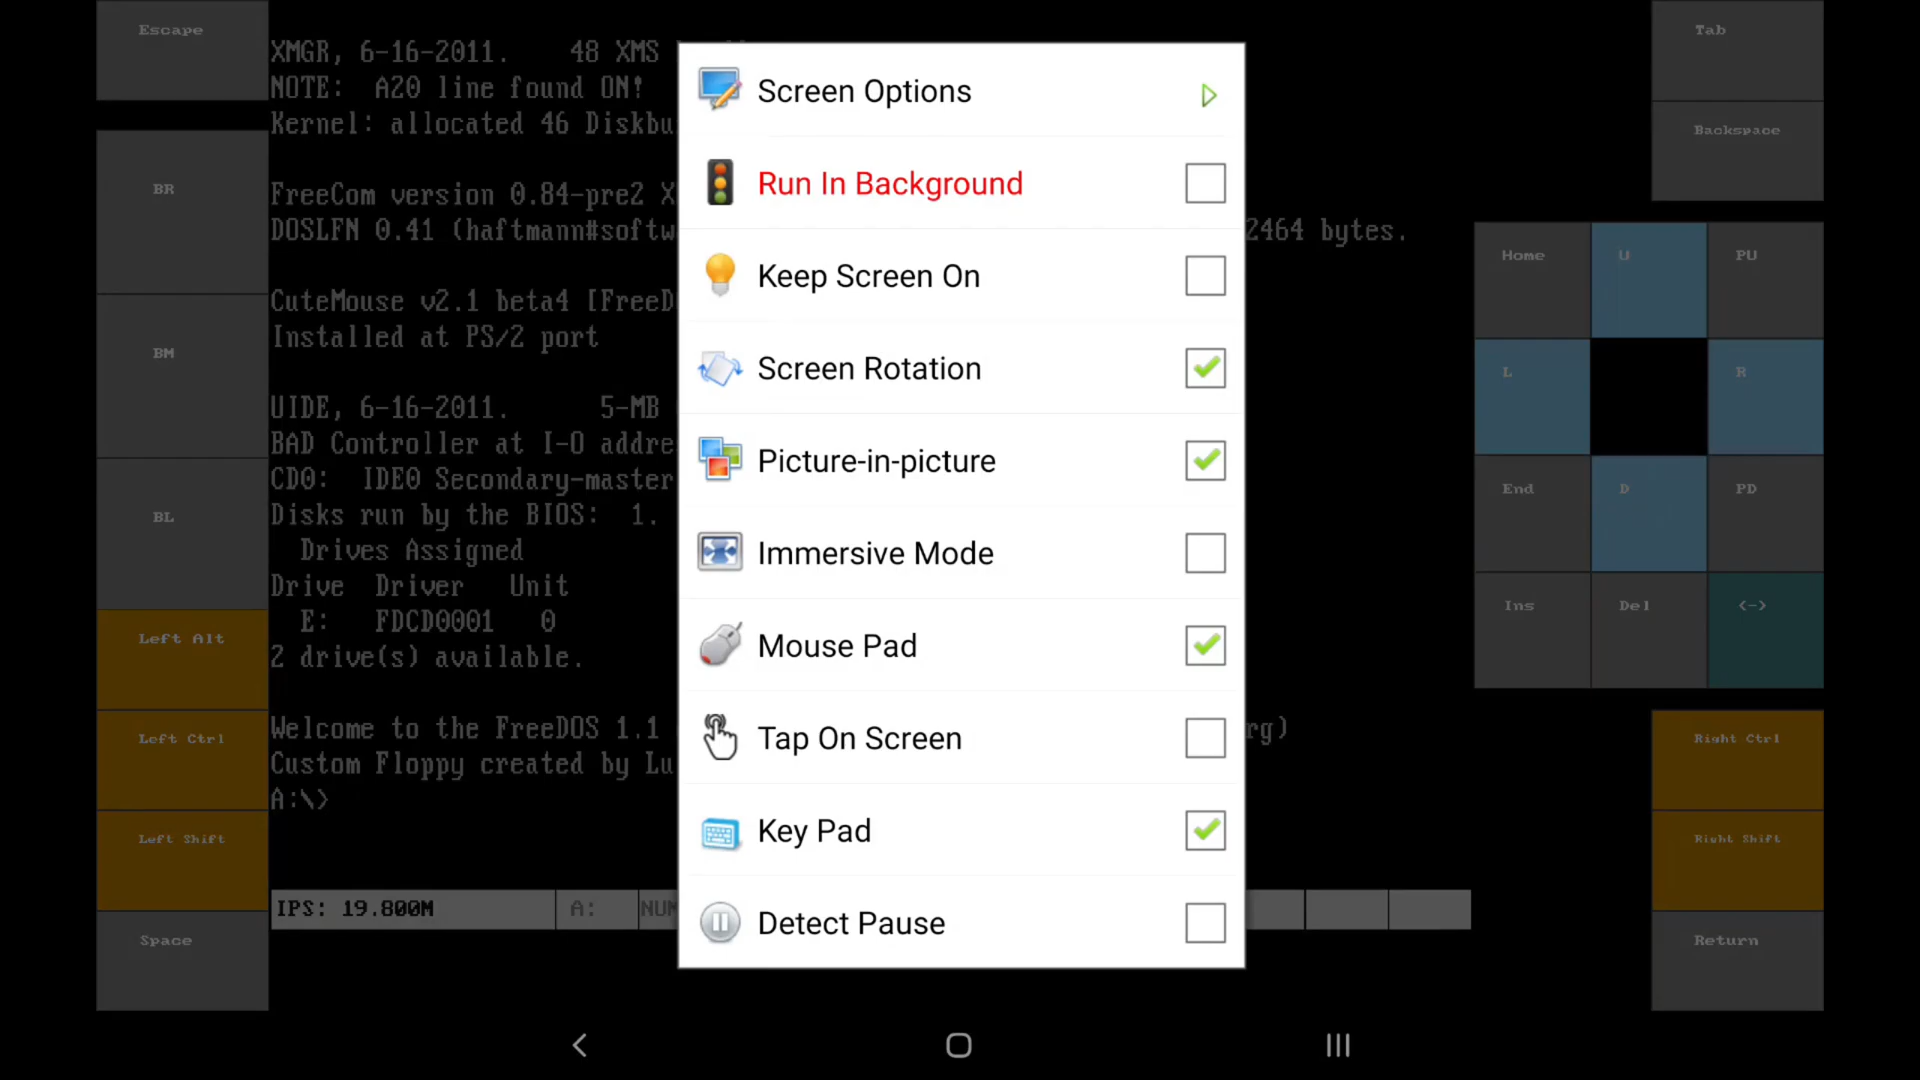 Escape
BR
BM
BL
Left Alt
Left Ctrl
Left Shift
Space
XMGR, 6-16-2011.    48 XMS
NOTE:  A20 line found ON!
Kernel: allocated 46 Diskbu
FreeCom version 0.84-pre2 X
DOSLFN 0.41 (haftmann#softw 2464 bytes.
CuteMouse v2.1 beta4 [FreeD
Installed at PS/2 port
UIDE, 6-16-2011.      5-MB
BAD Controller at I-O addre
CD0:  IDE0 Secondary-master
Disks run by the BIOS:  1.
Drives Assigned
Drive  Driver   Unit
E:   FDCD0001   0
2 drive(s) available.
Welcome to the FreeDOS 1.1 rg)
Custom Floppy created by Lu
A:\>
IPS: 19.800M A: NUM
Screen Options
Run In Background
Keep Screen On
Screen Rotation
Picture-in-picture
Immersive Mode
Mouse Pad
Tap On Screen
Key Pad
Detect Pause
Tab
Backspace
Home U PU
L R
End D PD
Ins Del <->
Right Ctrl
Right Shift
Return